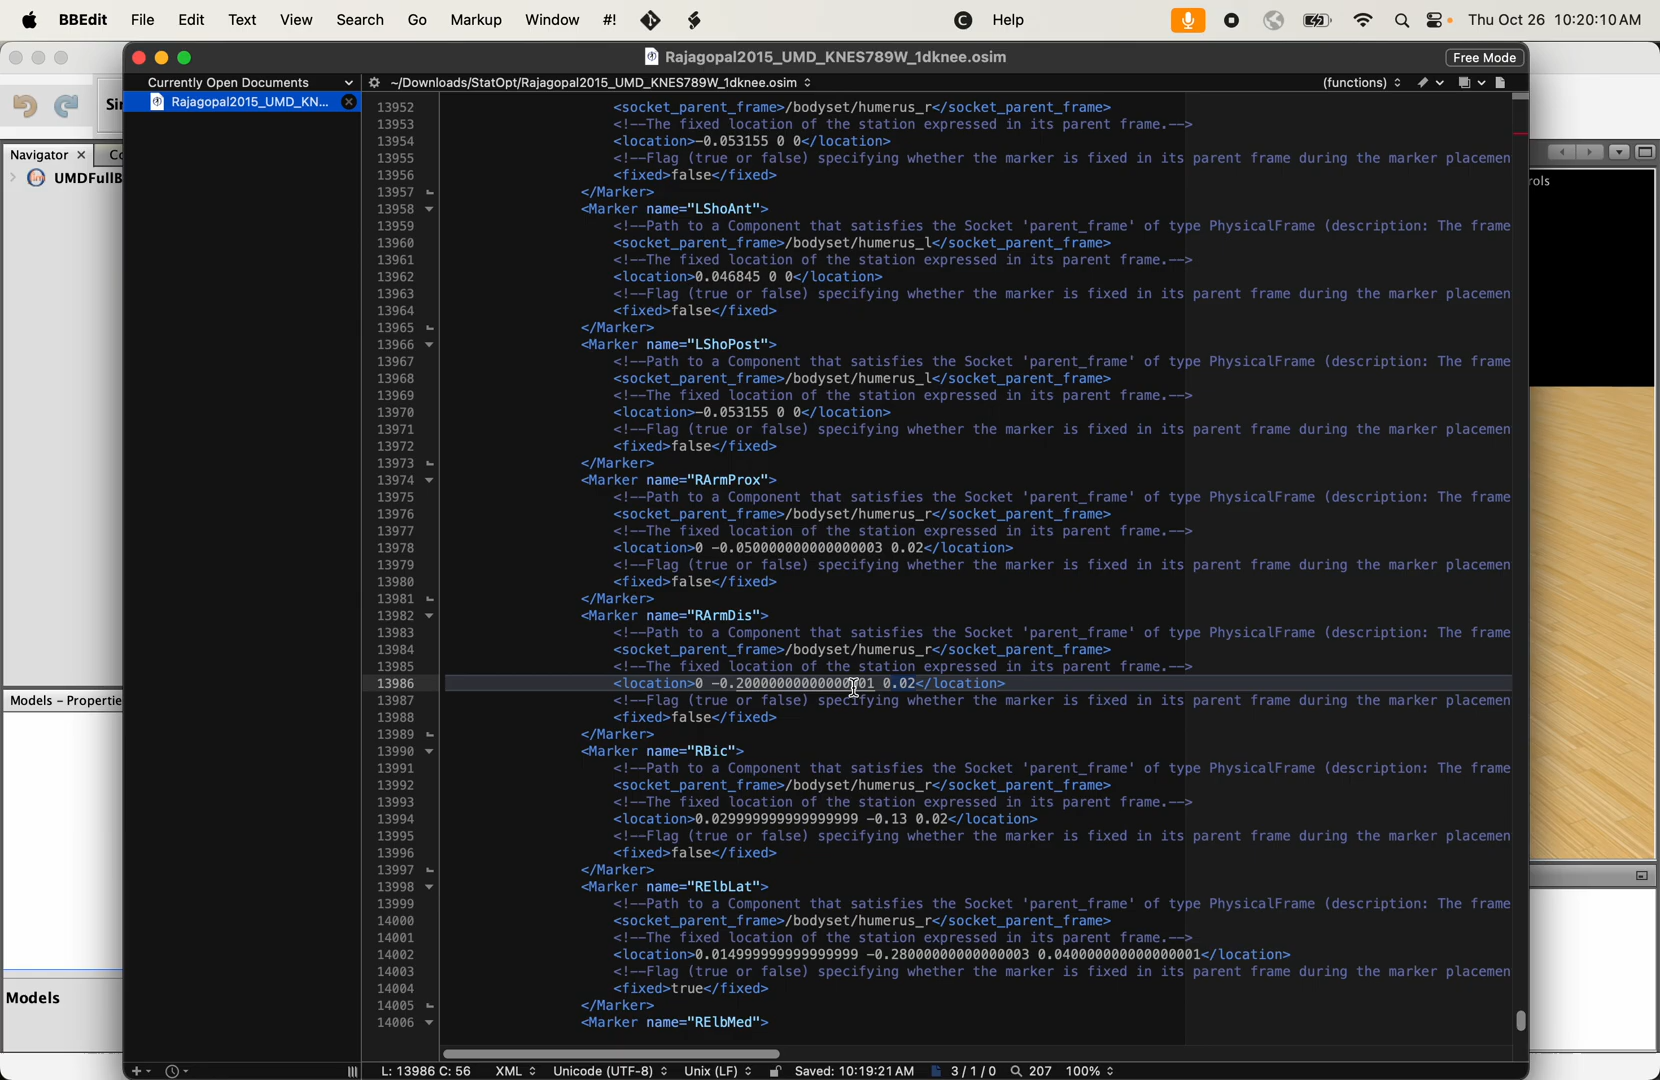 BBEdit File Edit Text View Search Go Markup Window #! Help Thu Oct 26 10:20:10 AM
Rajagopal2015_UMD_KNES789W_1dknee.osim Free Mode
Currently Open Documents ~/Downloads/StatOpt/Rajagopal2015_UMD_KNES789W_1dknee.osim (functions)
Rajagopal2015_UMD_KN...
Navigator
UMDFullB
Models - Propertie
Models
13952 <socket_parent_frame>/bodyset/humerus_r</socket_parent_frame>
13953 <!--The fixed location of the station expressed in its parent frame.-->
13954 <location>-0.053155 0 0</location>
13955 <!--Flag (true or false) specifying whether the marker is fixed in its parent frame during the marker placemen
13956 <fixed>false</fixed>
13957 </Marker>
13958 <Marker name="LShoAnt">
13959 <!--Path to a Component that satisfies the Socket 'parent_frame' of type PhysicalFrame (description: The frame
13960 <socket_parent_frame>/bodyset/humerus_l</socket_parent_frame>
13961 <!--The fixed location of the station expressed in its parent frame.-->
13962 <location>0.046845 0 0</location>
13963 <!--Flag (true or false) specifying whether the marker is fixed in its parent frame during the marker placemen
13964 <fixed>false</fixed>
13965 </Marker>
13966 <Marker name="LShoPost">
13967 <!--Path to a Component that satisfies the Socket 'parent_frame' of type PhysicalFrame (description: The frame
13968 <socket_parent_frame>/bodyset/humerus_l</socket_parent_frame>
13969 <!--The fixed location of the station expressed in its parent frame.-->
13970 <location>-0.053155 0 0</location>
13971 <!--Flag (true or false) specifying whether the marker is fixed in its parent frame during the marker placemen
13972 <fixed>false</fixed>
13973 </Marker>
13974 <Marker name="RArmProx">
13975 <!--Path to a Component that satisfies the Socket 'parent_frame' of type PhysicalFrame (description: The frame
13976 <socket_parent_frame>/bodyset/humerus_r</socket_parent_frame>
13977 <!--The fixed location of the station expressed in its parent frame.-->
13978 <location>0 -0.050000000000000003 0.02</location>
13979 <!--Flag (true or false) specifying whether the marker is fixed in its parent frame during the marker placemen
13980 <fixed>false</fixed>
13981 </Marker>
13982 <Marker name="RArmDis">
13983 <!--Path to a Component that satisfies the Socket 'parent_frame' of type PhysicalFrame (description: The frame
13984 <socket_parent_frame>/bodyset/humerus_r</socket_parent_frame>
13985 <!--The fixed location of the station expressed in its parent frame.-->
13986 <location>0 -0.20000000000000001 0.02</location>
13987 <!--Flag (true or false) specifying whether the marker is fixed in its parent frame during the marker placemen
13988 <fixed>false</fixed>
13989 </Marker>
13990 <Marker name="RBic">
13991 <!--Path to a Component that satisfies the Socket 'parent_frame' of type PhysicalFrame (description: The frame
13992 <socket_parent_frame>/bodyset/humerus_r</socket_parent_frame>
13993 <!--The fixed location of the station expressed in its parent frame.-->
13994 <location>0.029999999999999999 -0.13 0.02</location>
13995 <!--Flag (true or false) specifying whether the marker is fixed in its parent frame during the marker placemen
13996 <fixed>false</fixed>
13997 </Marker>
13998 <Marker name="RElbLat">
13999 <!--Path to a Component that satisfies the Socket 'parent_frame' of type PhysicalFrame (description: The frame
14000 <socket_parent_frame>/bodyset/humerus_r</socket_parent_frame>
14001 <!--The fixed location of the station expressed in its parent frame.-->
14002 <location>0.014999999999999999 -0.28000000000000003 0.040000000000000001</location>
14003 <!--Flag (true or false) specifying whether the marker is fixed in its parent frame during the marker placemen
14004 <fixed>true</fixed>
14005 </Marker>
14006 <Marker name="RElbMed">
L: 13986 C: 56 XML Unicode (UTF-8) Unix (LF) Saved: 10:19:21 AM 3 / 1 / 0 207 100%